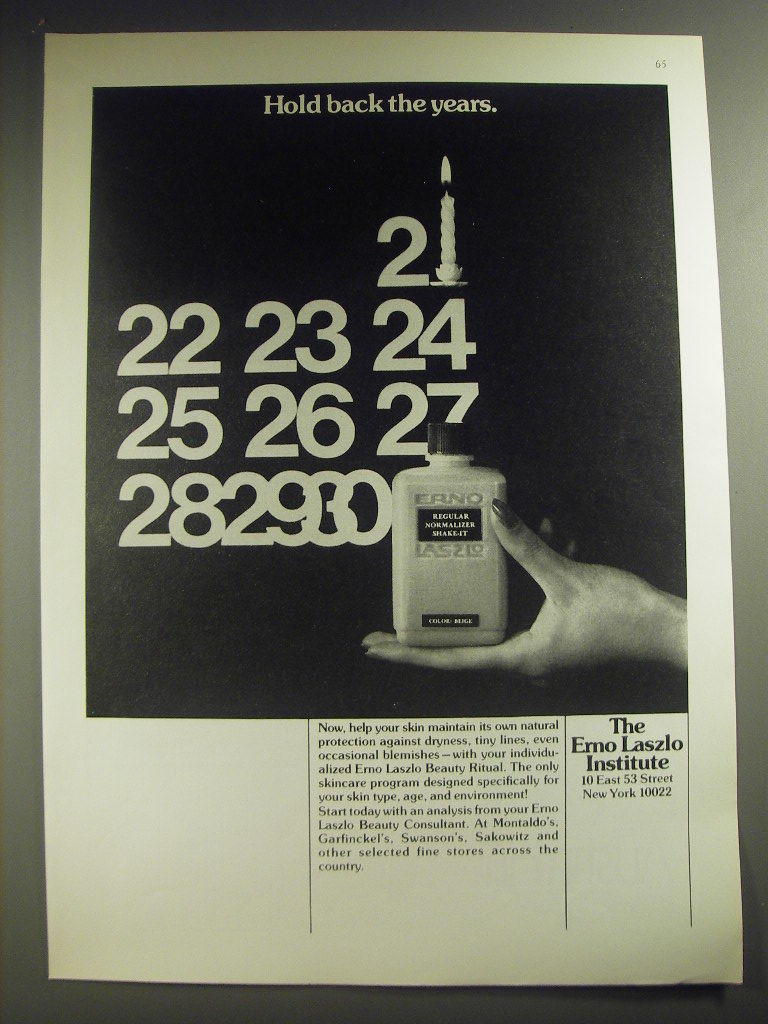 65
Hold back the years.
2
22 23 24
25 26 27
28 29 30
ERNO
REGULAR
NORMALIZER
SHAKE-IT
LASZLO
COLOR: BEIGE
Now, help your skin maintain its own natural
protection against dryness, tiny lines, even
occasional blemishes—with your individu-
alized Erno Laszlo Beauty Ritual. The only
skincare program designed specifically for
your skin type, age, and environment!
Start today with an analysis from your Erno
Laszlo Beauty Consultant. At Montaldo's,
Garfinckel's, Swanson's, Sakowitz and
other selected fine stores across the
country.
The
Erno Laszlo
Institute
10 East 53 Street
New York 10022